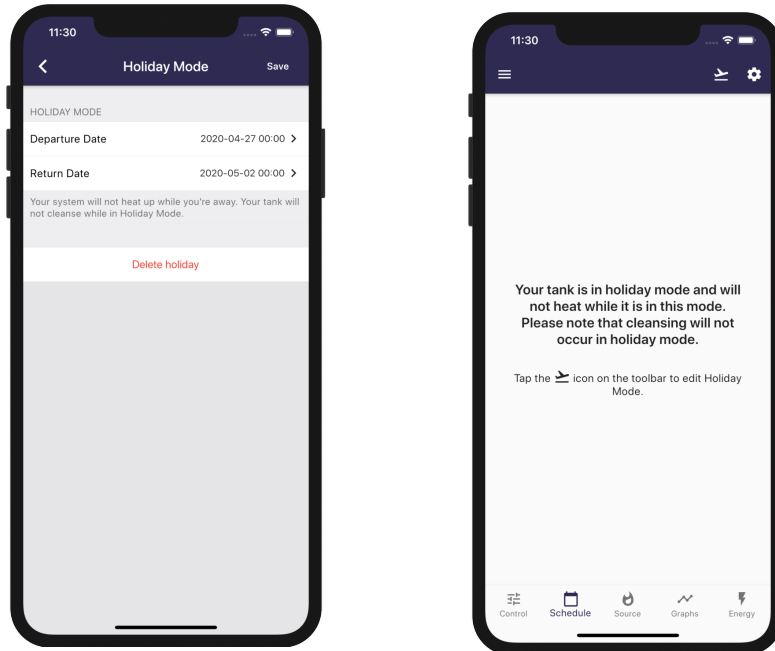 11:30
Holiday Mode
Save
HOLIDAY MODE
Departure Date
2020-04-27 00:00
Return Date
2020-05-02 00:00
Your system will not heat up while you're away. Your tank will
not cleanse while in Holiday Mode.
Delete holiday
11:30
Your tank is in holiday mode and will
not heat while it is in this mode.
Please note that cleansing will not
occur in holiday mode.
Tap the icon on the toolbar to edit Holiday
Mode.
Control
Schedule
Source
Graphs
Energy